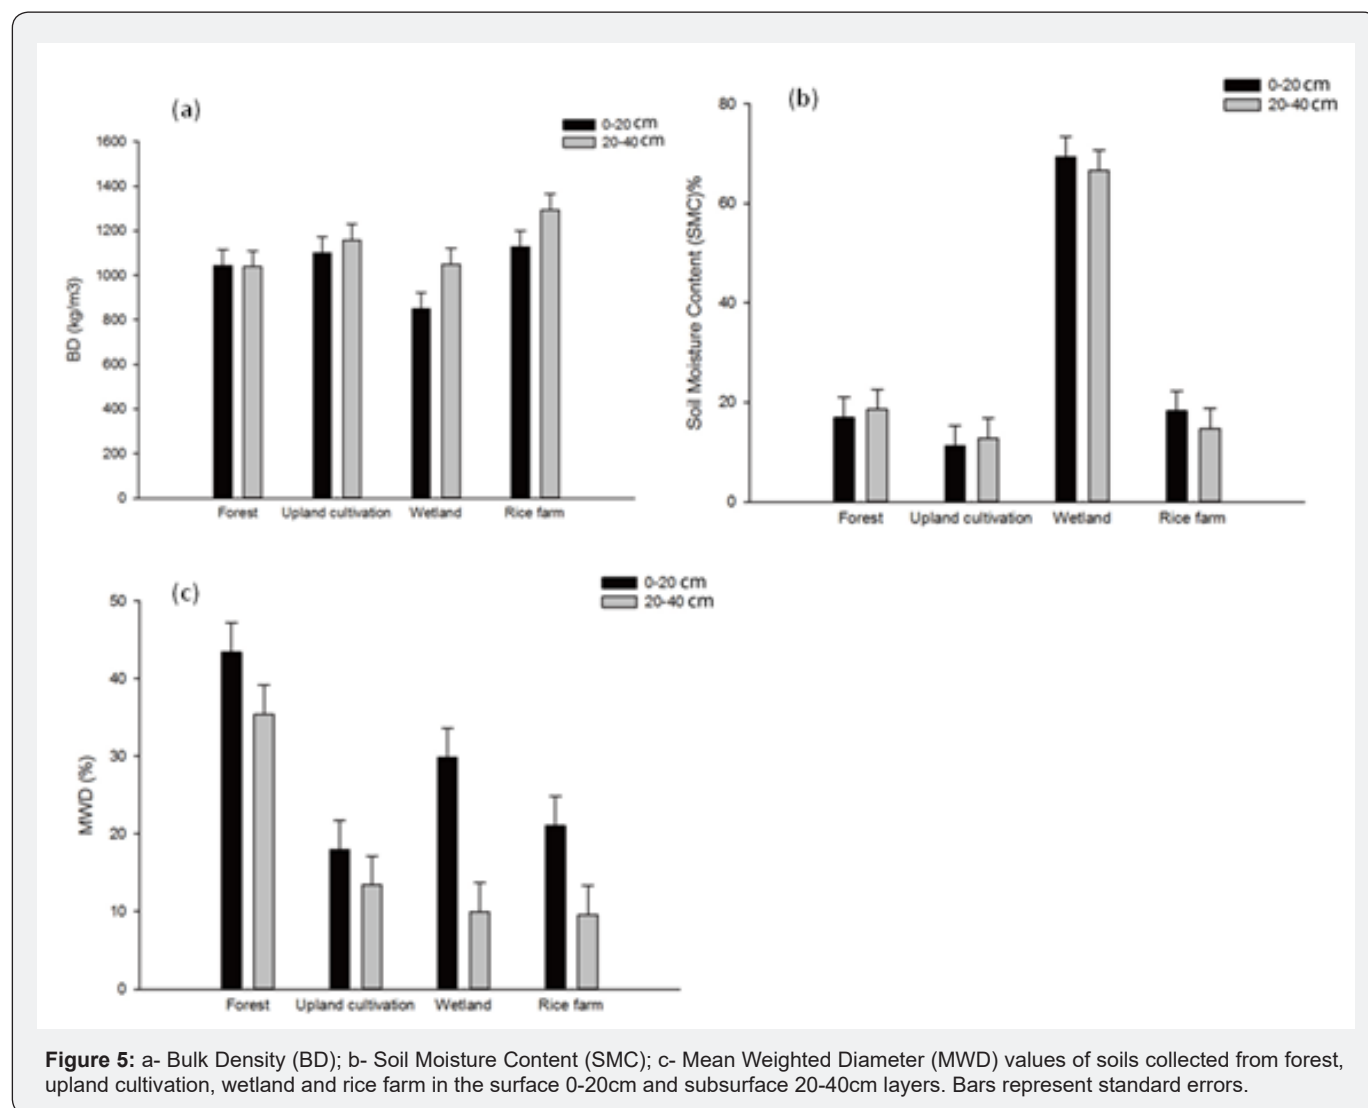 (a)
0-20 cm
20-40 cm
1600
1400
1200
1000
800
600
400
200
0
BD (kg/m3)
Forest Upland cultivation Wetland Rice farm
(b)
0-20 cm
20-40 cm
80
60
40
20
0
Soil Moisture Content (SMC)%
Forest Upland cultivation Wetland Rice farm
(c)
0-20 cm
20-40 cm
50
40
30
20
10
0
MWD (%)
Forest Upland cultivation Wetland Rice farm
Figure 5: a- Bulk Density (BD); b- Soil Moisture Content (SMC); c- Mean Weighted Diameter (MWD) values of soils collected from forest,
upland cultivation, wetland and rice farm in the surface 0-20cm and subsurface 20-40cm layers. Bars represent standard errors.